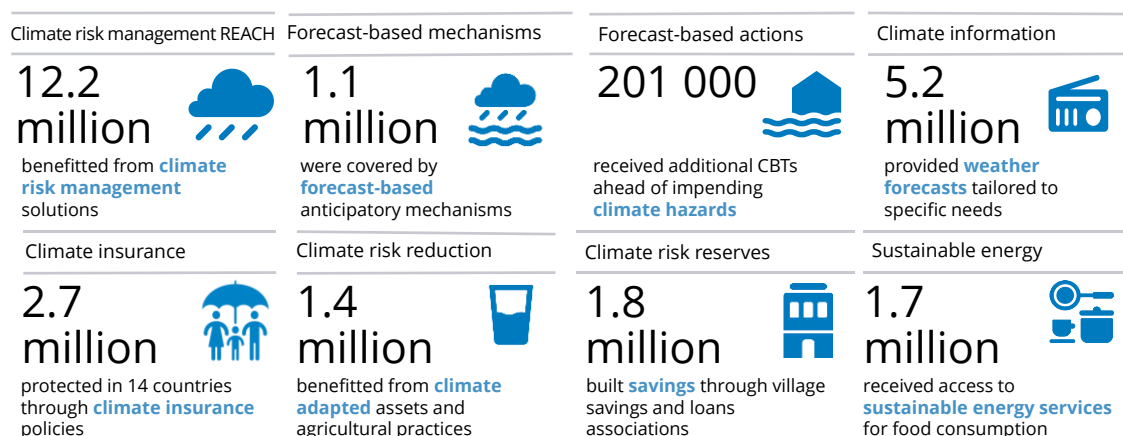 Climate risk management REACH
12.2
million
benefitted from climate
risk management
solutions
Forecast-based mechanisms
1.1
million
were covered by
forecast-based
anticipatory mechanisms
Forecast-based actions
201 000
received additional CBTs
ahead of impending
climate hazards
Climate information
5.2
million
provided weather
forecasts tailored to
specific needs
Climate insurance
2.7
million
protected in 14 countries
through climate insurance
policies
Climate risk reduction
1.4
million
benefitted from climate
adapted assets and
agricultural practices
Climate risk reserves
1.8
million
built savings through village
savings and loans
associations
Sustainable energy
1.7
million
received access to
sustainable energy services
for food consumption